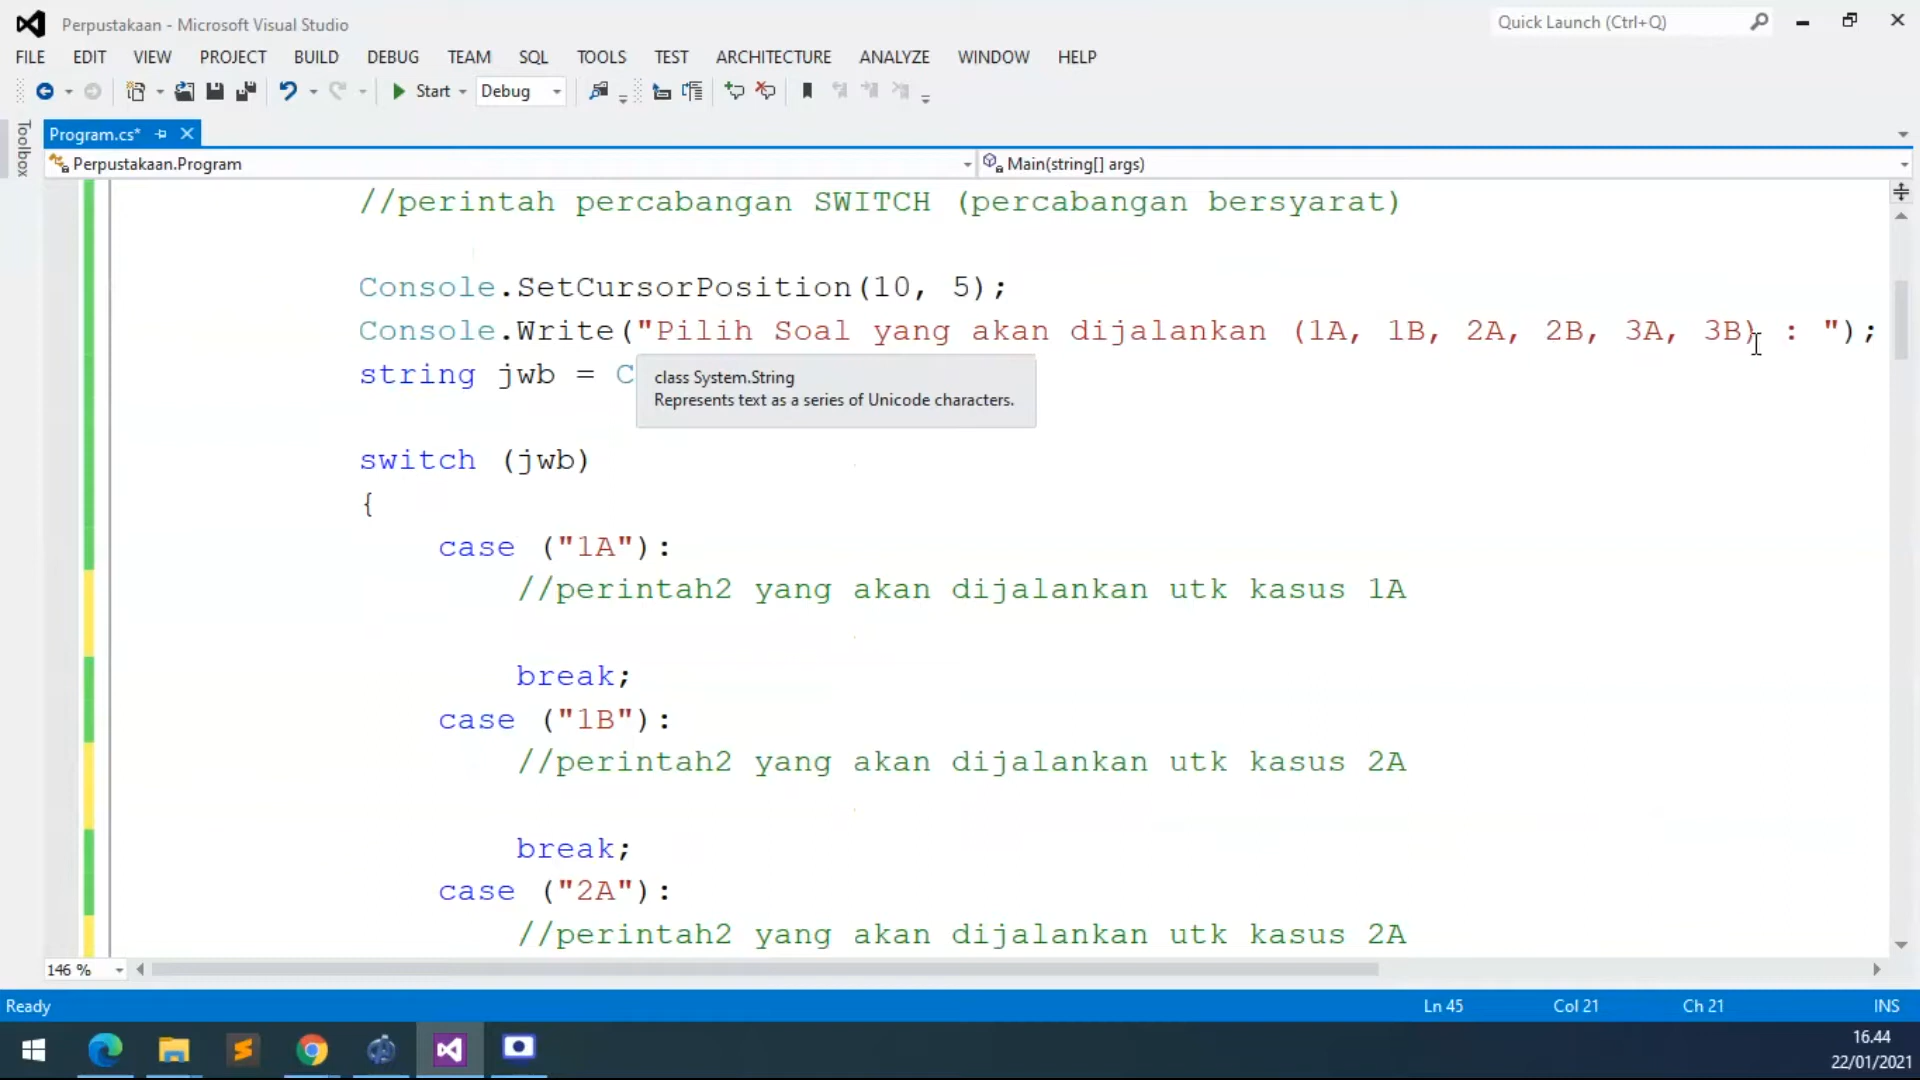 Perpustakaan - Microsoft Visual Studio
Quick Launch (Ctrl+Q)
FILE EDIT VIEW PROJECT BUILD DEBUG TEAM SQL TOOLS TEST ARCHITECTURE ANALYZE WINDOW HELP
Start Debug
Toolbox
Program.cs*
Perpustakaan.Program
Main(string[] args)
//perintah percabangan SWITCH (percabangan bersyarat)
Console.SetCursorPosition(10, 5);
Console.Write("Pilih Soal yang akan dijalankan (1A, 1B, 2A, 2B, 3A, 3B) : ");
string jwb = C
class System.String
Represents text as a series of Unicode characters.
switch (jwb)
{
case ("1A"):
//perintah2 yang akan dijalankan utk kasus 1A
break;
case ("1B"):
//perintah2 yang akan dijalankan utk kasus 2A
break;
case ("2A"):
//perintah2 yang akan dijalankan utk kasus 2A
146 %
Ready
Ln 45
Col 21
Ch 21
INS
16.44
22/01/2021